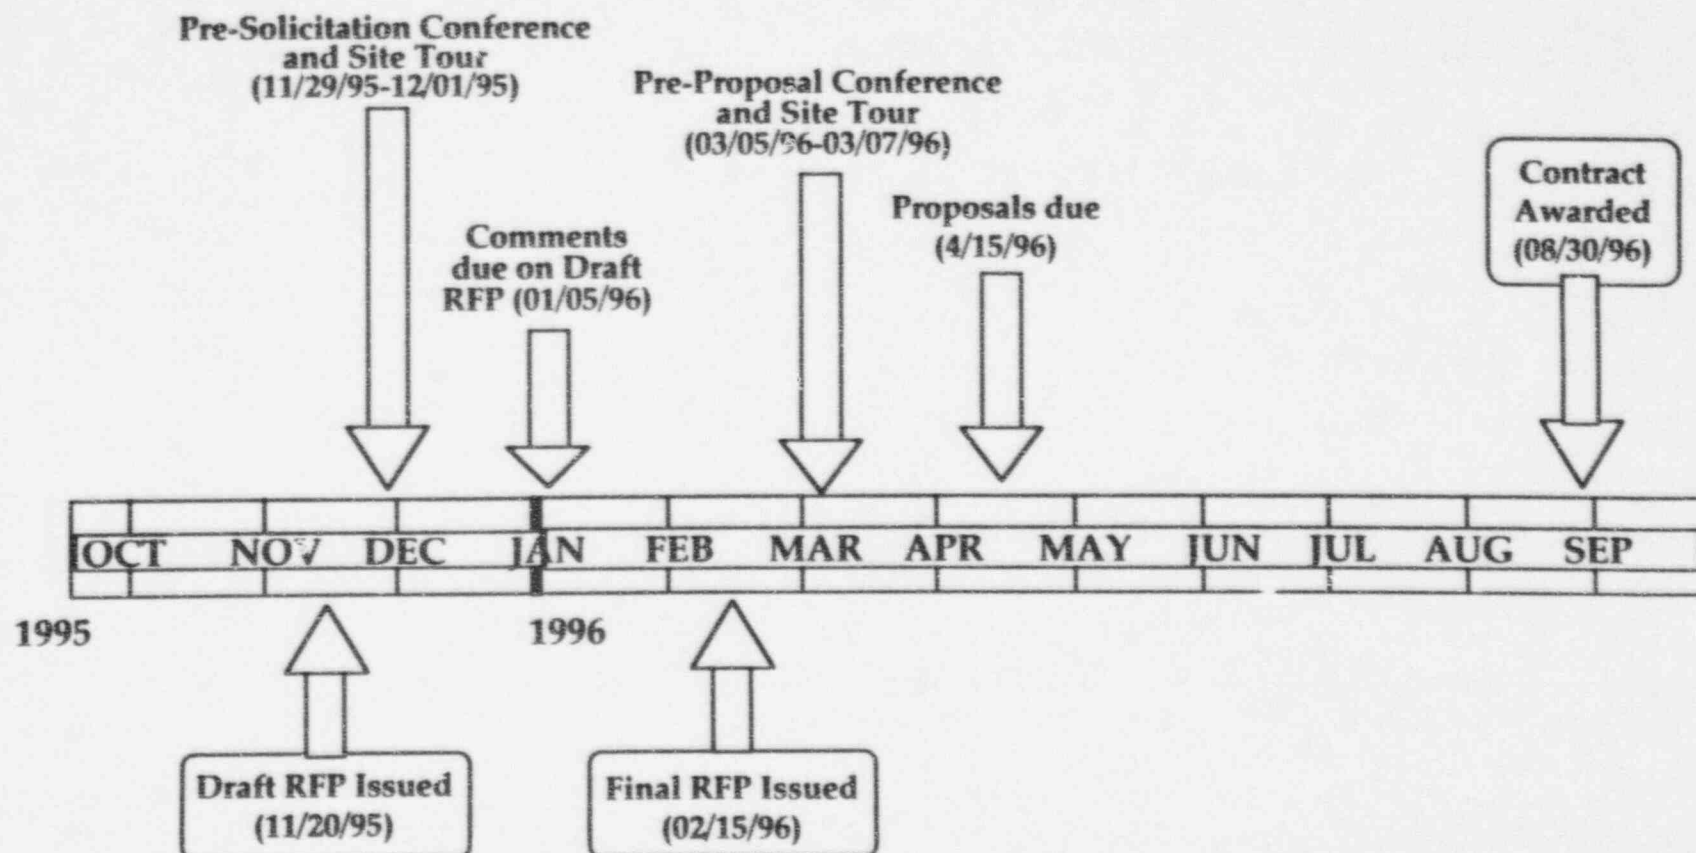 Pre-Solicitation Conference
and Site Tour
(11/29/95-12/01/95)
Pre-Proposal Conference
and Site Tour
(03/05/96-03/07/96)
Contract
Awarded
(08/30/96)
Proposals due
(4/15/96)
Comments
due on Draft
RFP (01/05/96)
OCT NOV DEC JAN FEB MAR APR MAY JUN JUL AUG SEP
1995 1996
Draft RFP Issued
(11/20/95)
Final RFP Issued
(02/15/96)